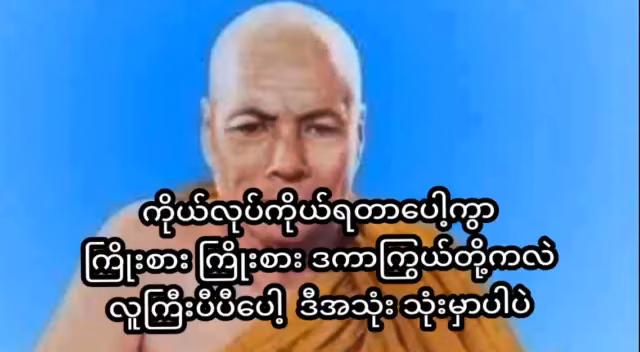 ကိုယ်လုပ်ကိုယ်ရတာပေါ့ကွာ
ကြိုးစား ကြိုးစား ဒကာကြွယ်တို့ကလဲ
လူကြီးပီပီပေါ့ ဒီအသုံး သုံးမှာပါပဲ